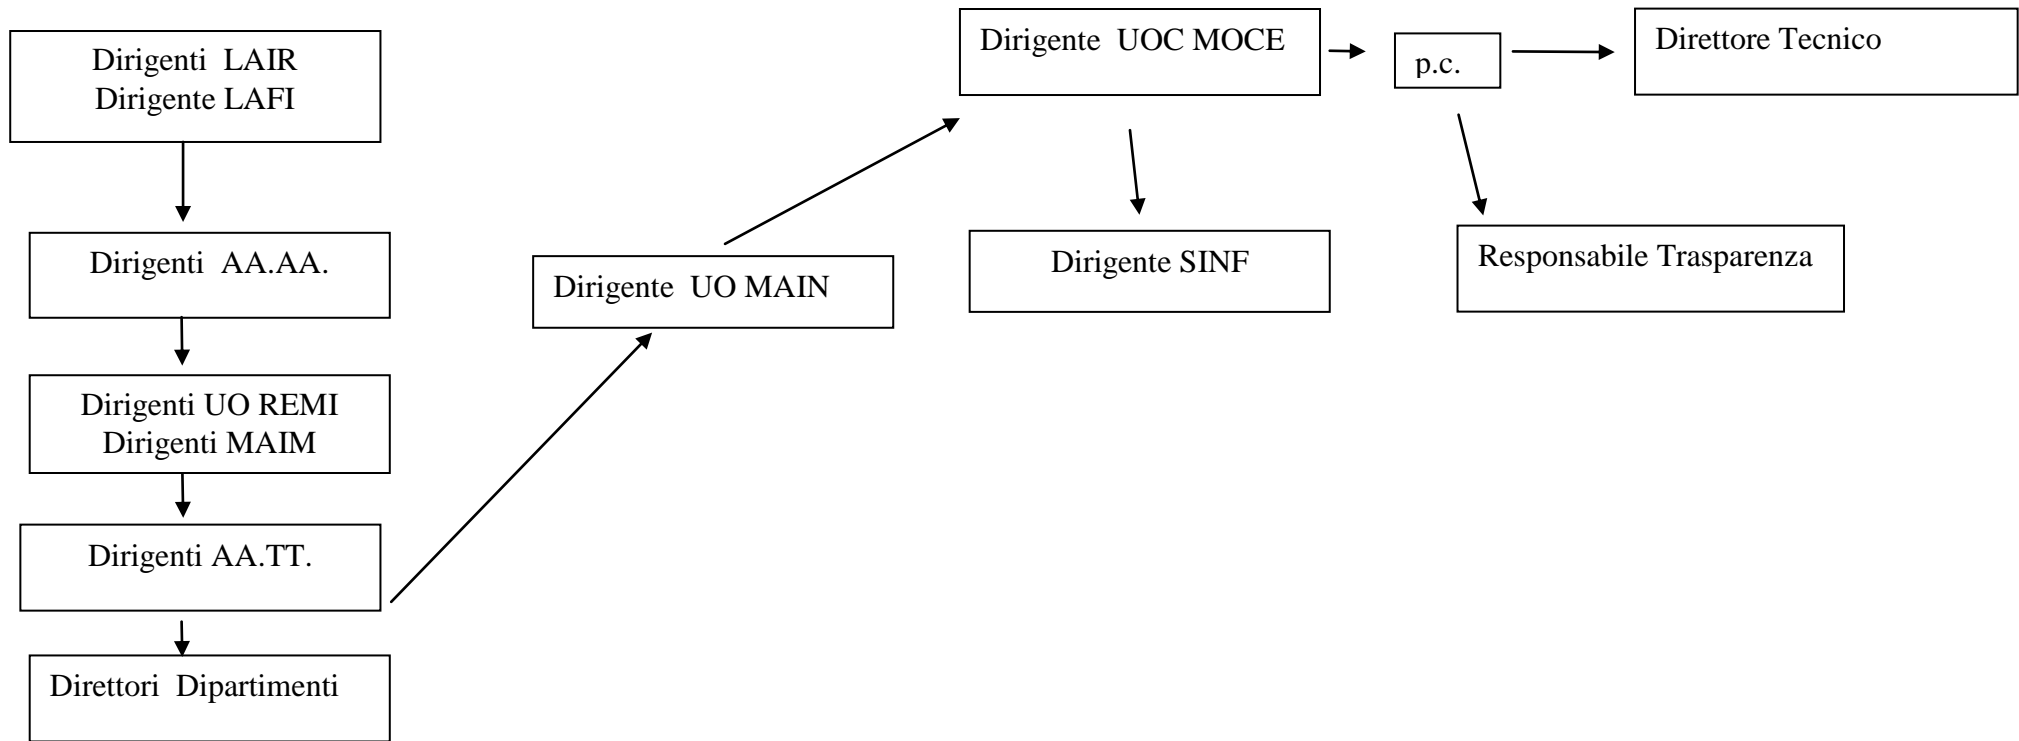 Dirigenti LAIR
Dirigente LAFI
Dirigenti AA.AA.
Dirigenti UO REMI
Dirigenti MAIM
Dirigenti AA.TT.
Direttori Dipartimenti
Dirigente UO MAIN
Dirigente UOC MOCE
p.c.
Direttore Tecnico
Dirigente SINF
Responsabile Trasparenza